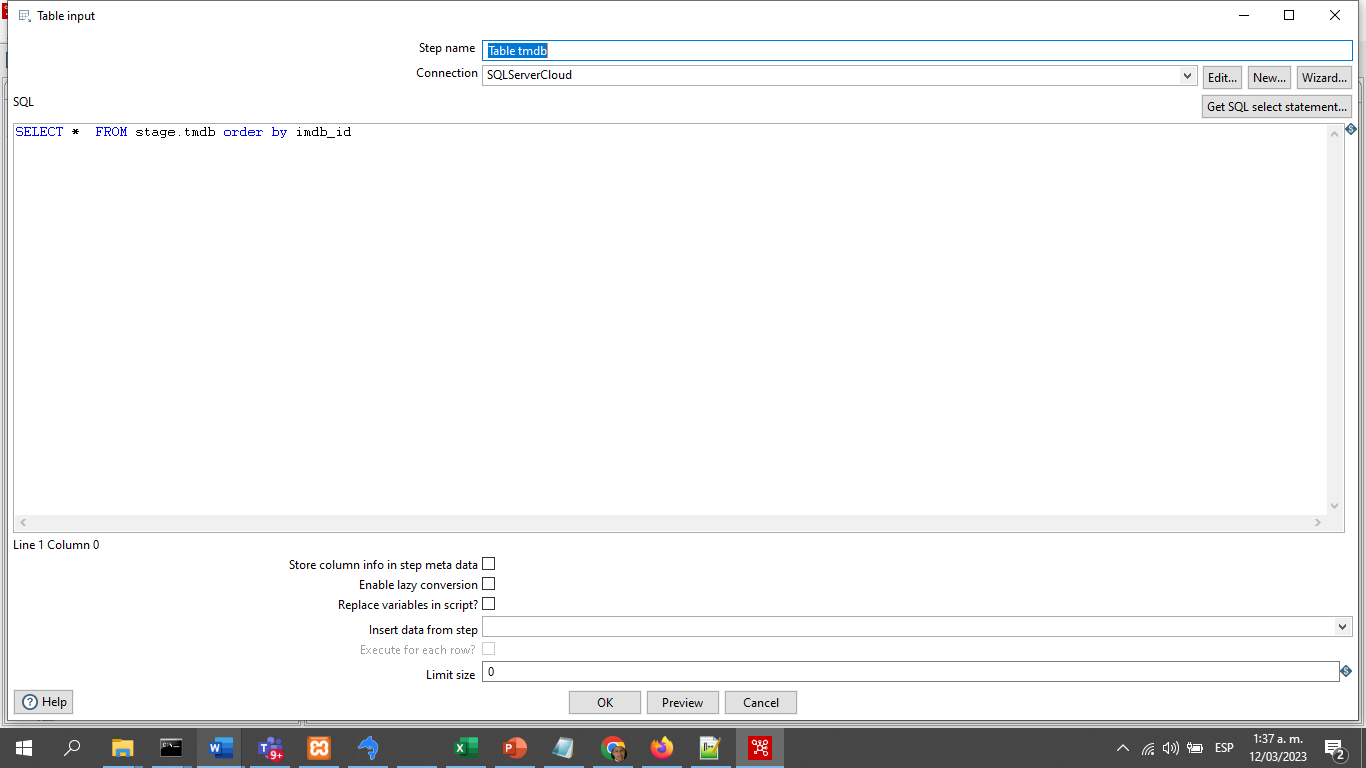 Table input
Step name Table tmdb
Connection SQLServerCloud Edit... New... Wizard...
SQL Get SQL select statement...
SELECT *  FROM stage.tmdb order by imdb_id
Line 1 Column 0
Store column info in step meta data
Enable lazy conversion
Replace variables in script?
Insert data from step
Execute for each row?
Limit size 0
Help OK Preview Cancel
9+
ESP
1:37 a. m.
12/03/2023
2